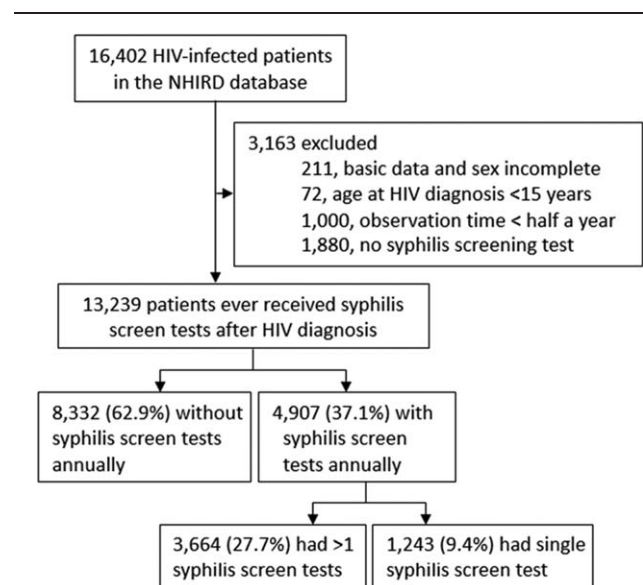 16,402 HIV-infected patients
in the NHIRD database
3,163 excluded
211, basic data and sex incomplete
72, age at HIV diagnosis <15 years
1,000, observation time < half a year
1,880, no syphilis screening test
13,239 patients ever received syphilis
screen tests after HIV diagnosis
8,332 (62.9%) without
syphilis screen tests
annually
4,907 (37.1%) with
syphilis screen
tests annually
3,664 (27.7%) had >1
syphilis screen tests
1,243 (9.4%) had single
syphilis screen test